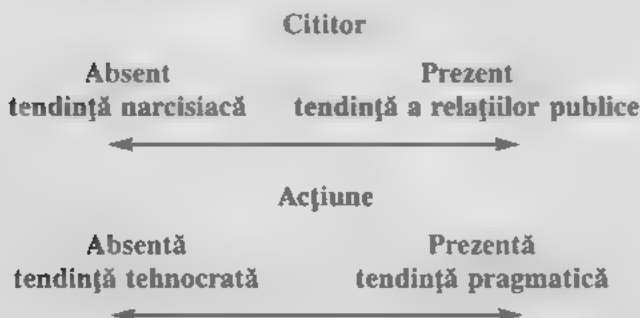 Cititor
Absent Prezent
tendință narcisiacă tendință a relațiilor publice
Acțiune
Absentă Prezentă
tendință tehnocrată tendință pragmatică